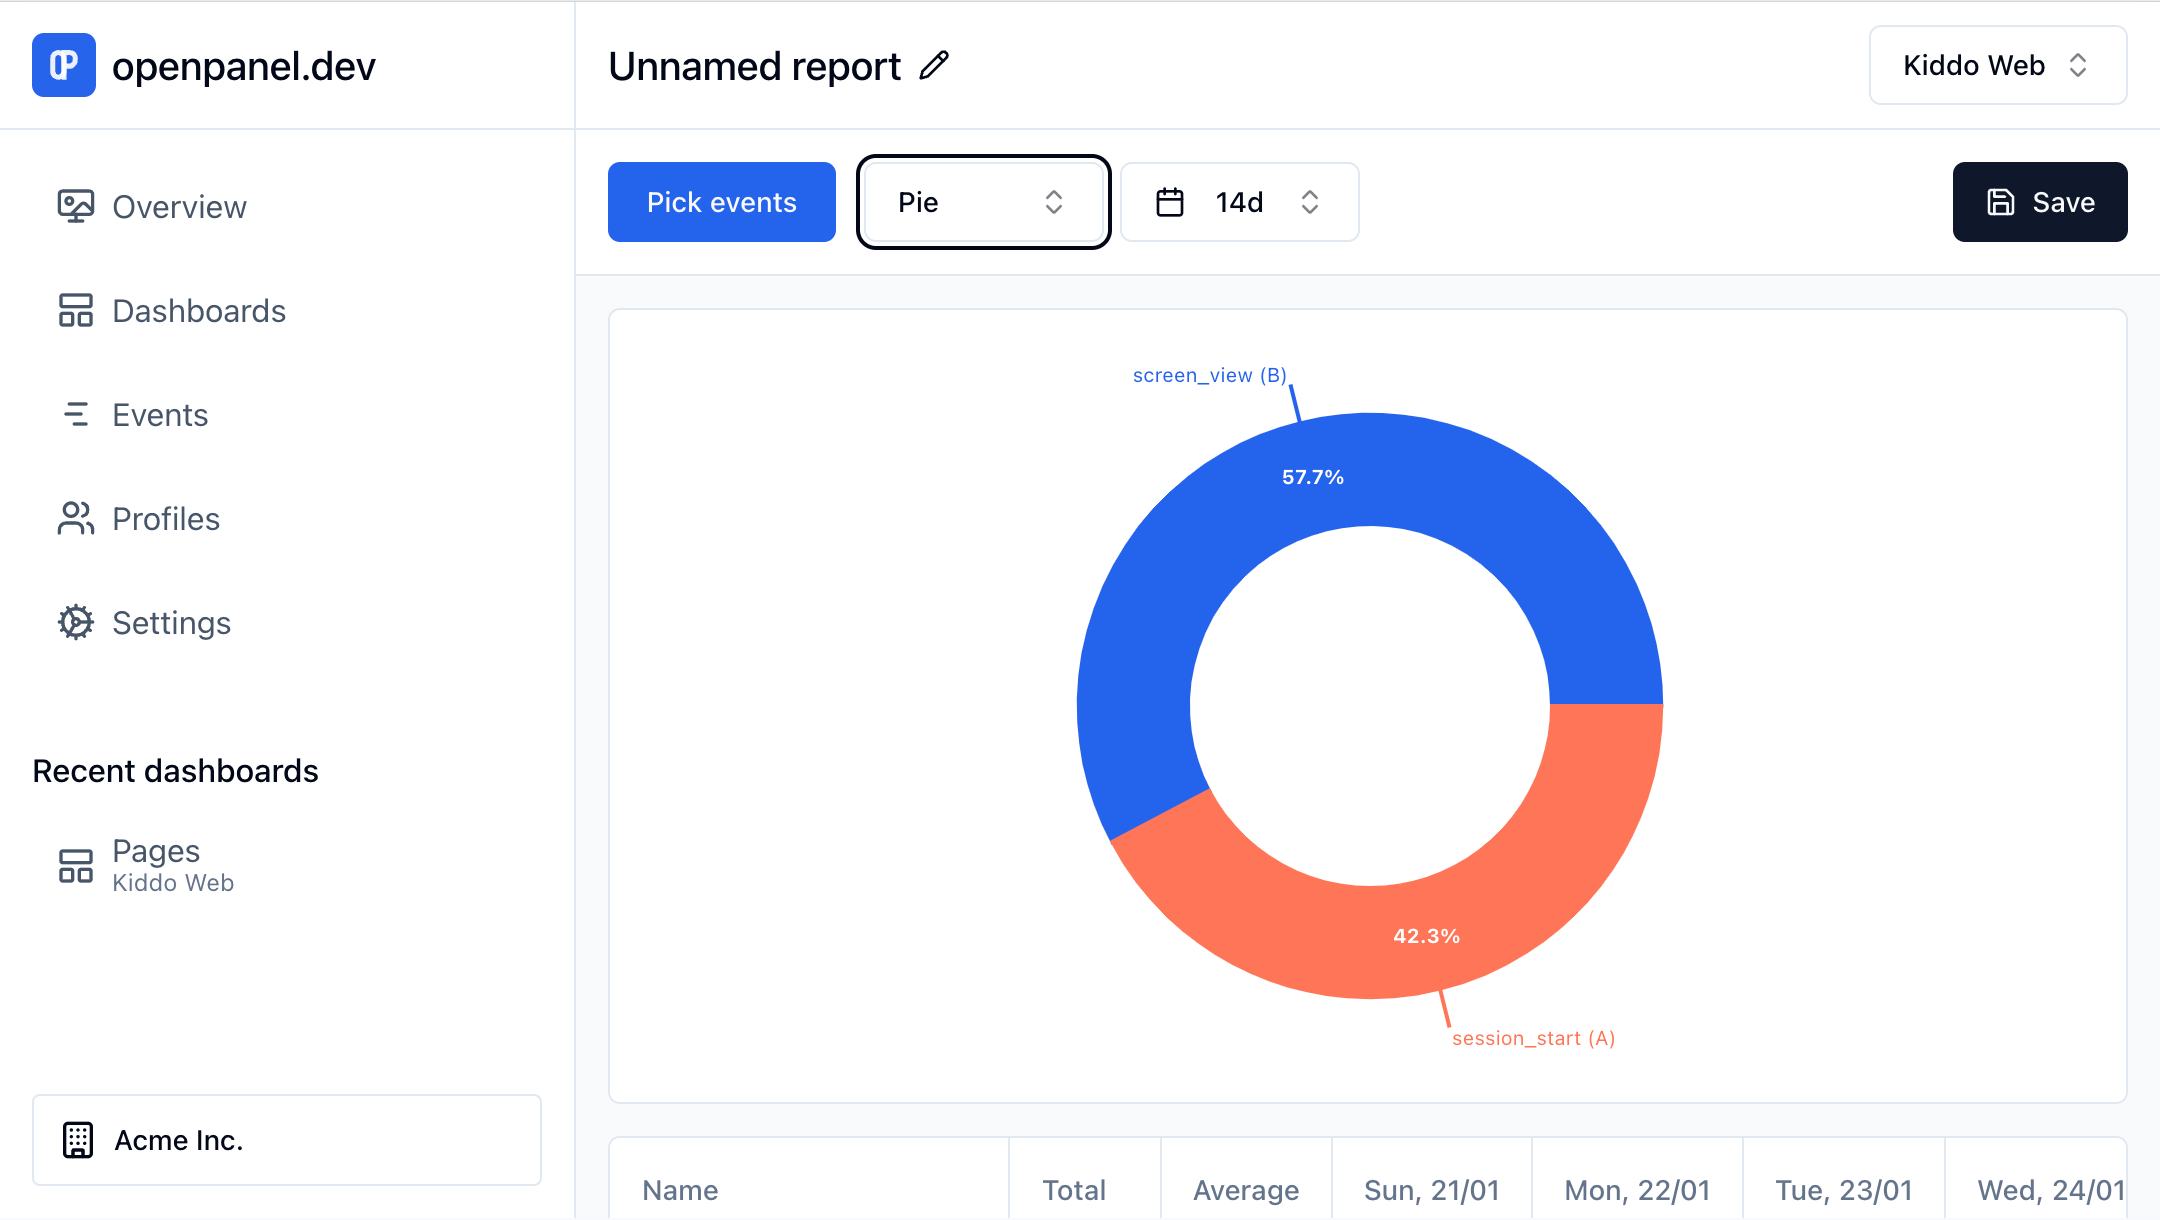 openpanel.dev
Unnamed report
Kiddo Web
Pick events
Pie
14d
Save
Overview
Dashboards
Events
Profiles
Settings
Recent dashboards
Pages
Kiddo Web
Acme Inc.
screen_view (B)
57.7%
42.3%
session_start (A)
Name Total Average Sun, 21/01 Mon, 22/01 Tue, 23/01 Wed, 24/01